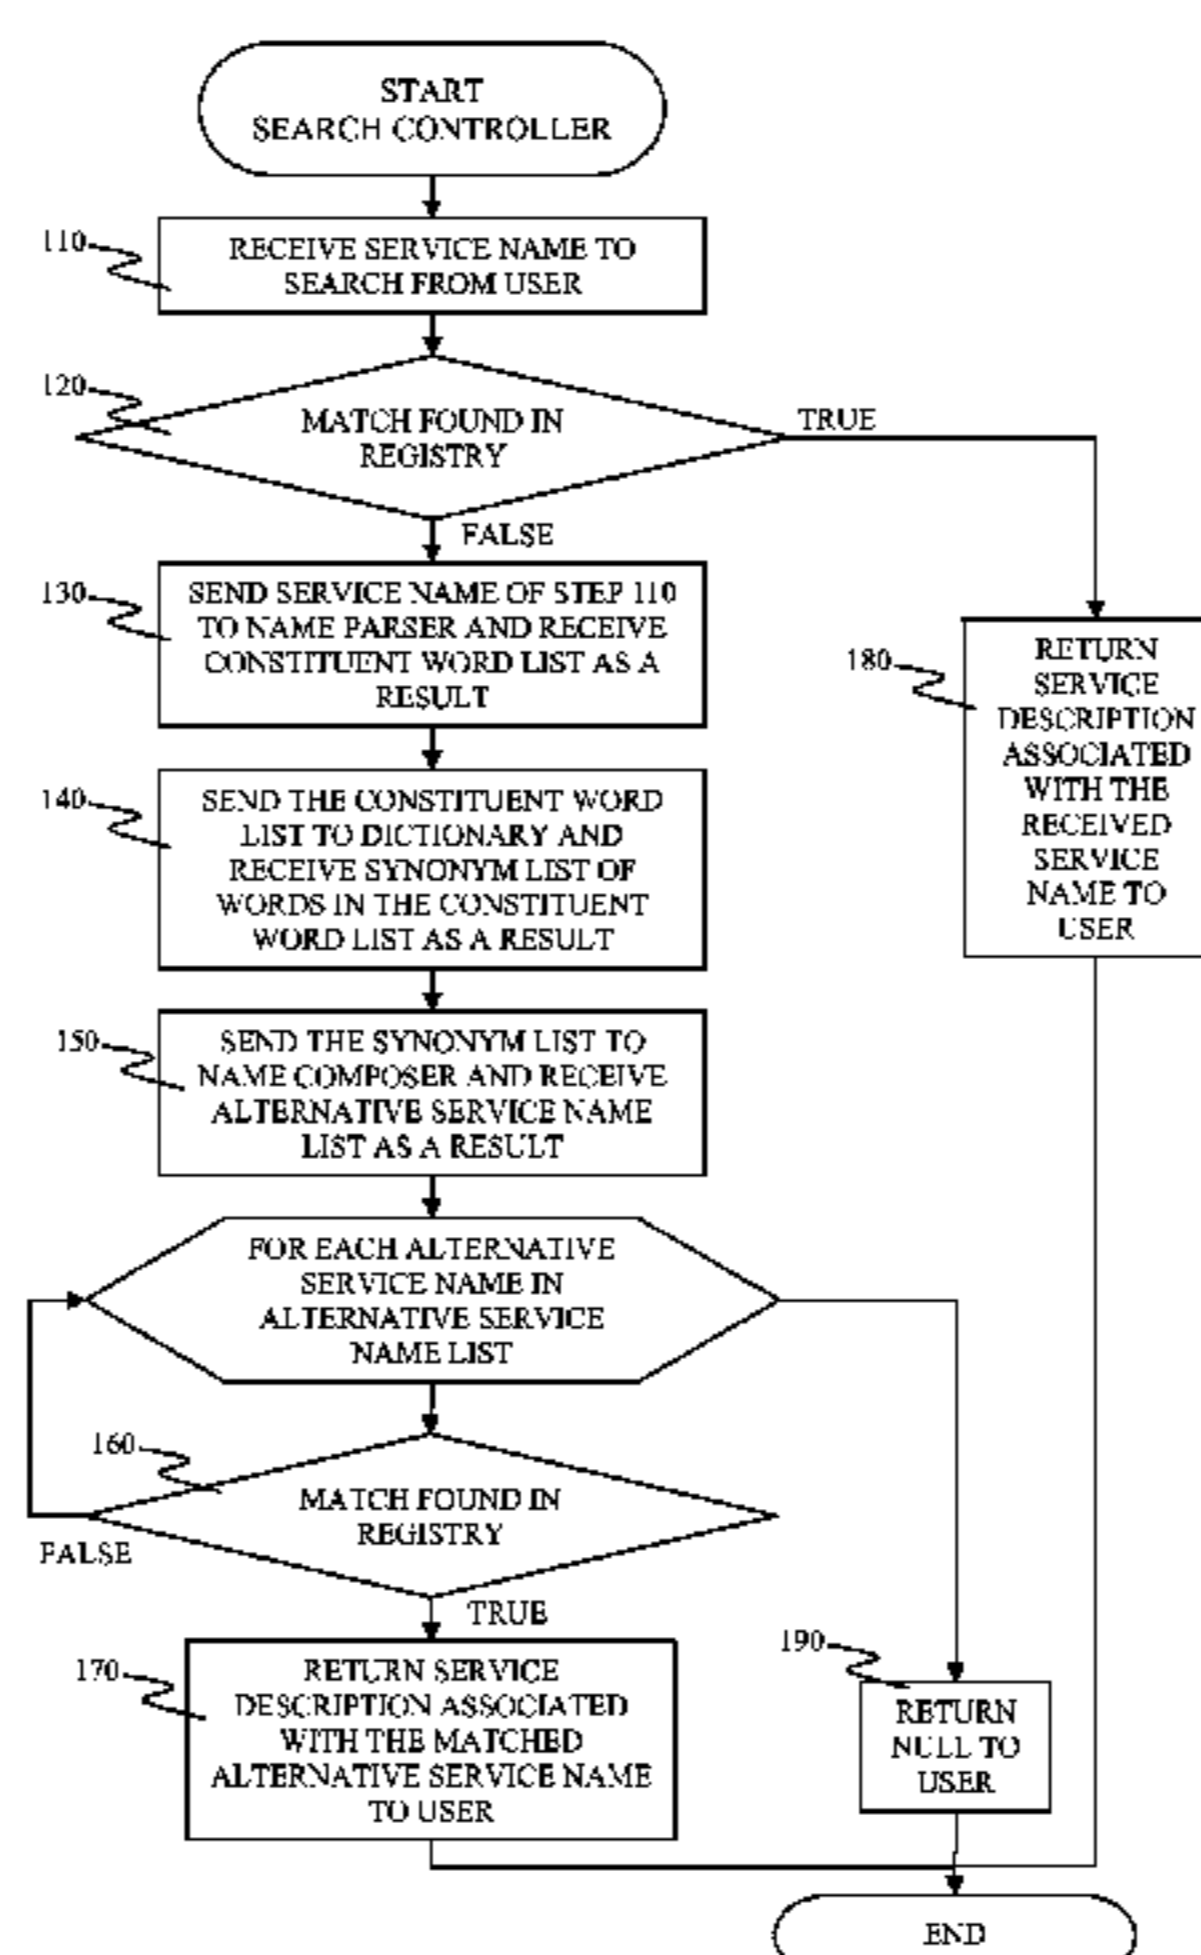 START
SEARCH CONTROLLER
110
RECEIVE SERVICE NAME TO
SEARCH FROM USER
120
MATCH FOUND IN
REGISTRY
TRUE
FALSE
130
SEND SERVICE NAME OF STEP 110
TO NAME PARSER AND RECEIVE
CONSTITUENT WORD LIST AS A
RESULT
180
RETURN
SERVICE
DESCRIPTION
ASSOCIATED
WITH THE
RECEIVED
SERVICE
NAME TO
USER
140
SEND THE CONSTITUENT WORD
LIST TO DICTIONARY AND
RECEIVE SYNONYM LIST OF
WORDS IN THE CONSTITUENT
WORD LIST AS A RESULT
150
SEND THE SYNONYM LIST TO
NAME COMPOSER AND RECEIVE
ALTERNATIVE SERVICE NAME
LIST AS A RESULT
FOR EACH ALTERNATIVE
SERVICE NAME IN
ALTERNATIVE SERVICE
NAME LIST
160
MATCH FOUND IN
REGISTRY
FALSE
TRUE
170
RETURN SERVICE
DESCRIPTION ASSOCIATED
WITH THE MATCHED
ALTERNATIVE SERVICE NAME
TO USER
190
RETURN
NULL TO
USER
END